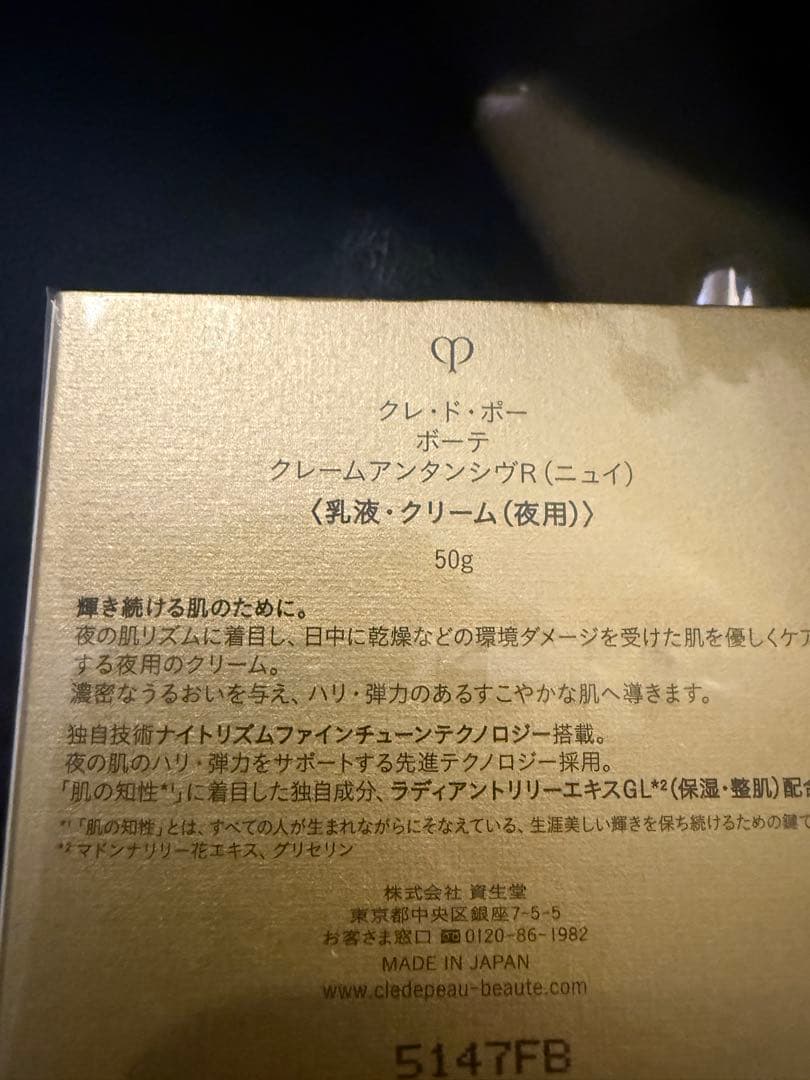 クレ・ド・ポー
ボーテ
クレームアンタンシヴR(ニュイ)
〈乳液・クリーム(夜用)〉
50g
輝き続ける肌のために。
夜の肌リズムに着目し、日中に乾燥などの環境ダメージを受けた肌を優しくケア
する夜用のクリーム。
濃密なうるおいを与え、ハリ・弾力のあるすこやかな肌へ導きます。
独自技術ナイトリズムファインチューンテクノロジー搭載。
夜の肌のハリ・弾力をサポートする先進テクノロジー採用。
「肌の知性*1」に着目した独自成分、ラディアントリリーエキスGL*2(保湿・整肌)配合
*1「肌の知性」とは、すべての人が生まれながらにそなえている、生涯美しい輝きを保ち続けるための鍵で
*2 マドンナリリー花エキス、グリセリン
株式会社 資生堂
東京都中央区銀座7-5-5
お客さま窓口 0120-86-1982
MADE IN JAPAN
www.cledepeau-beaute.com
5147FB